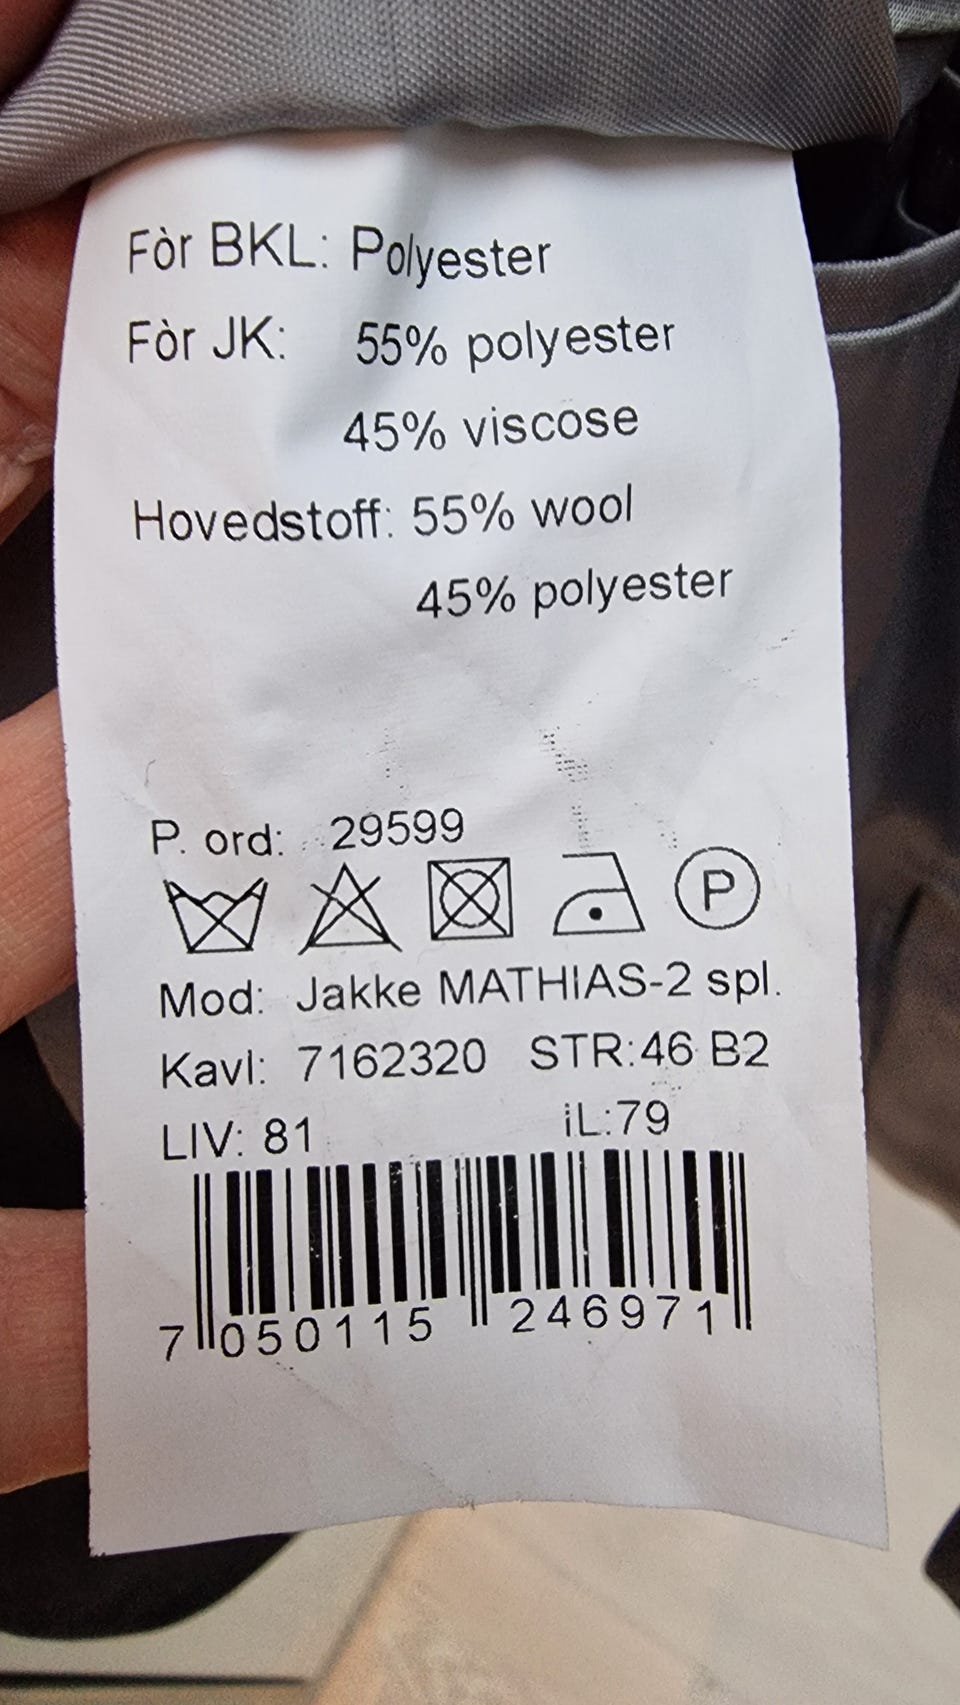 Fòr BKL: Polyester
Fòr JK: 55% polyester
45% viscose
Hovedstoff: 55% wool
45% polyester
P. ord: 29599
P
Mod: Jakke MATHIAS-2 spl.
Kavl: 7162320 STR:46 B2
LIV: 81 iL:79
7 050115 246971